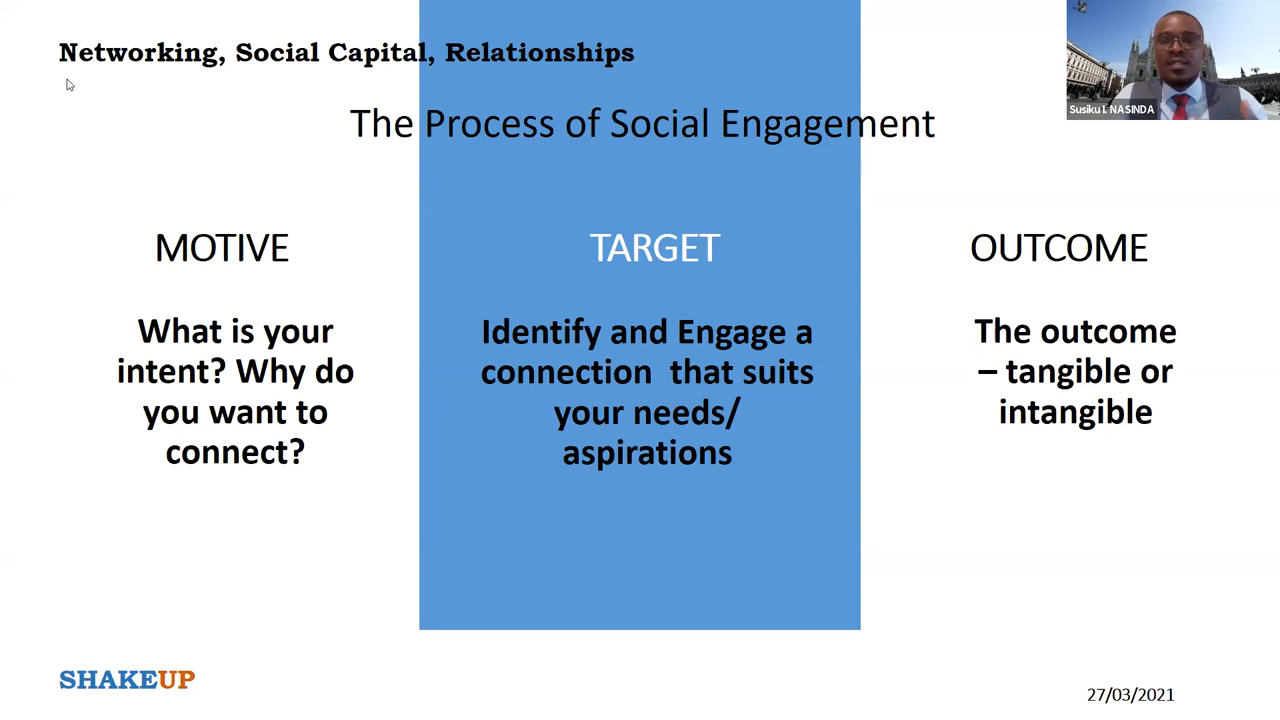 Networking, Social Capital, Relationships
Susiku I. NASINDA
The Process of Social Engagement
MOTIVE
What is your
intent? Why do
you want to
connect?
TARGET
Identify and Engage a
connection that suits
your needs/
aspirations
OUTCOME
The outcome
– tangible or
intangible
SHAKEUP
27/03/2021